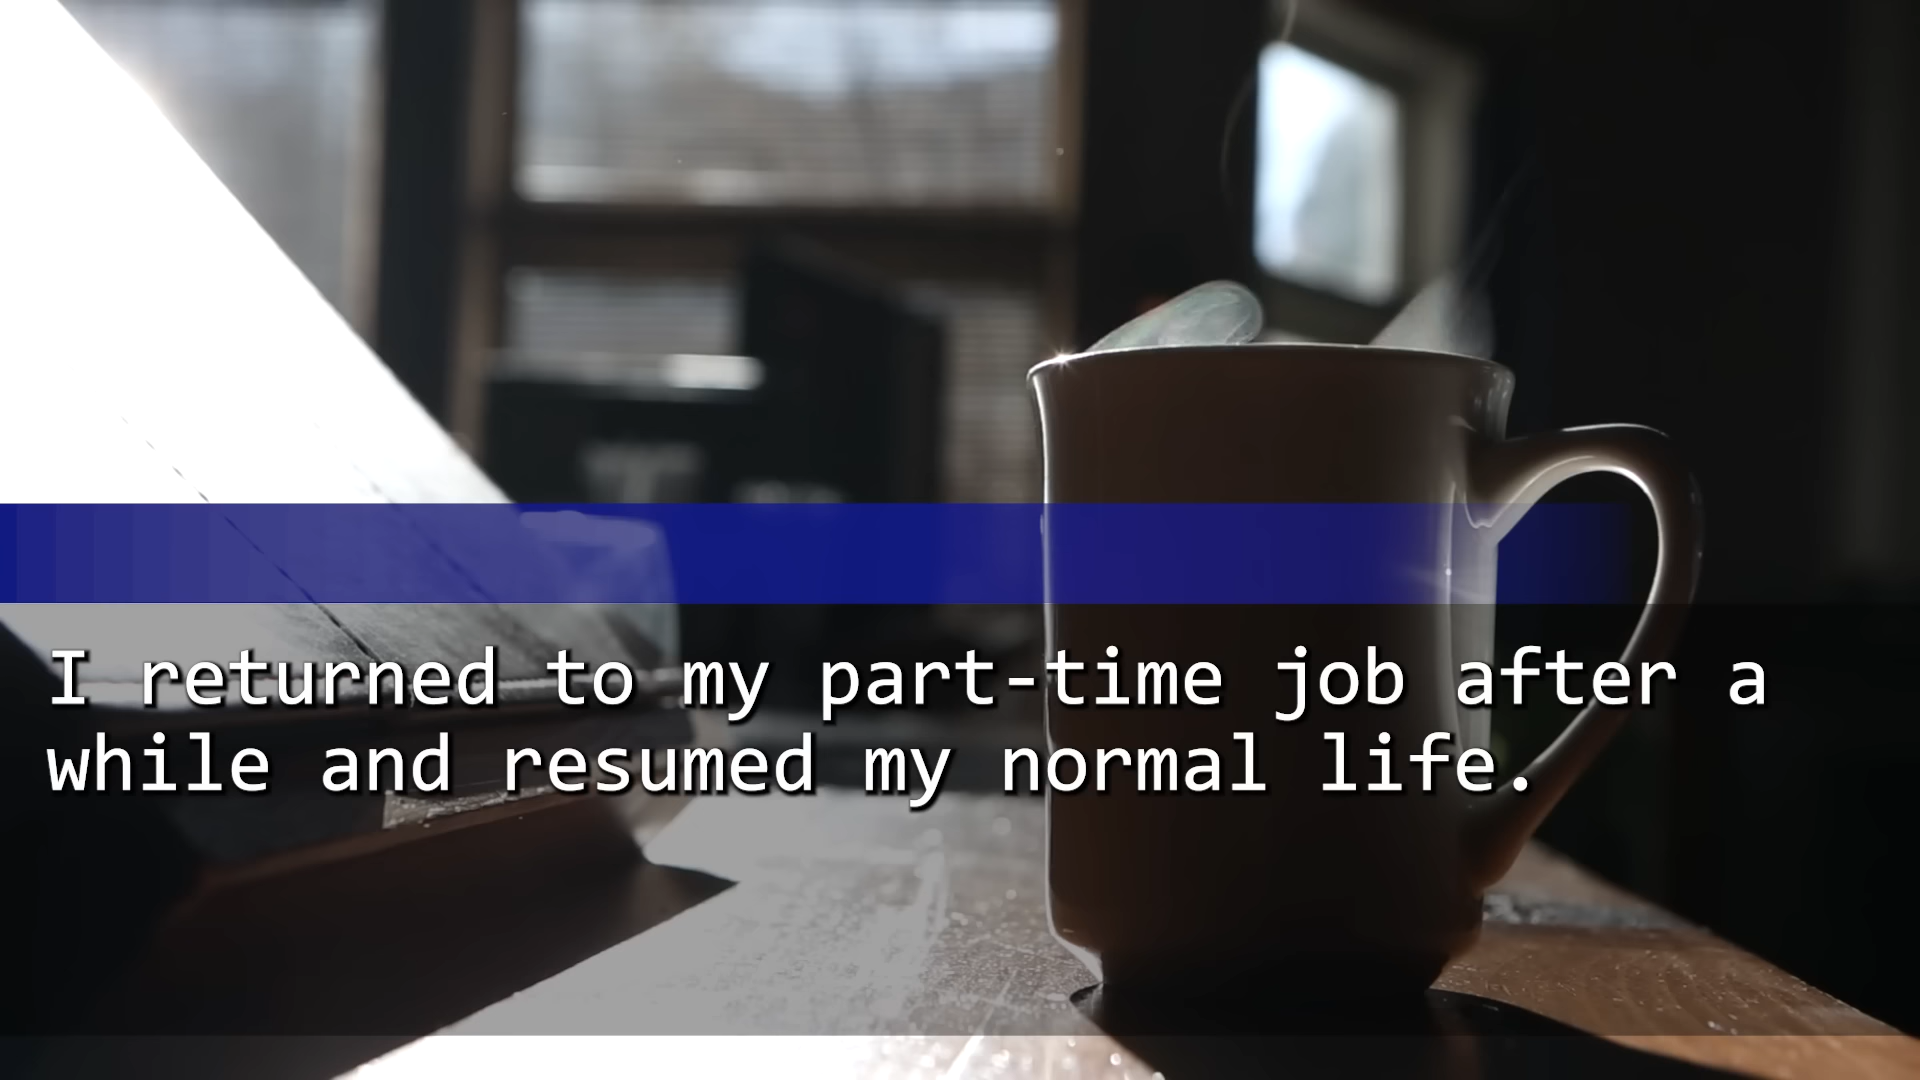 I returned to my part-time job after a
while and resumed my normal life.